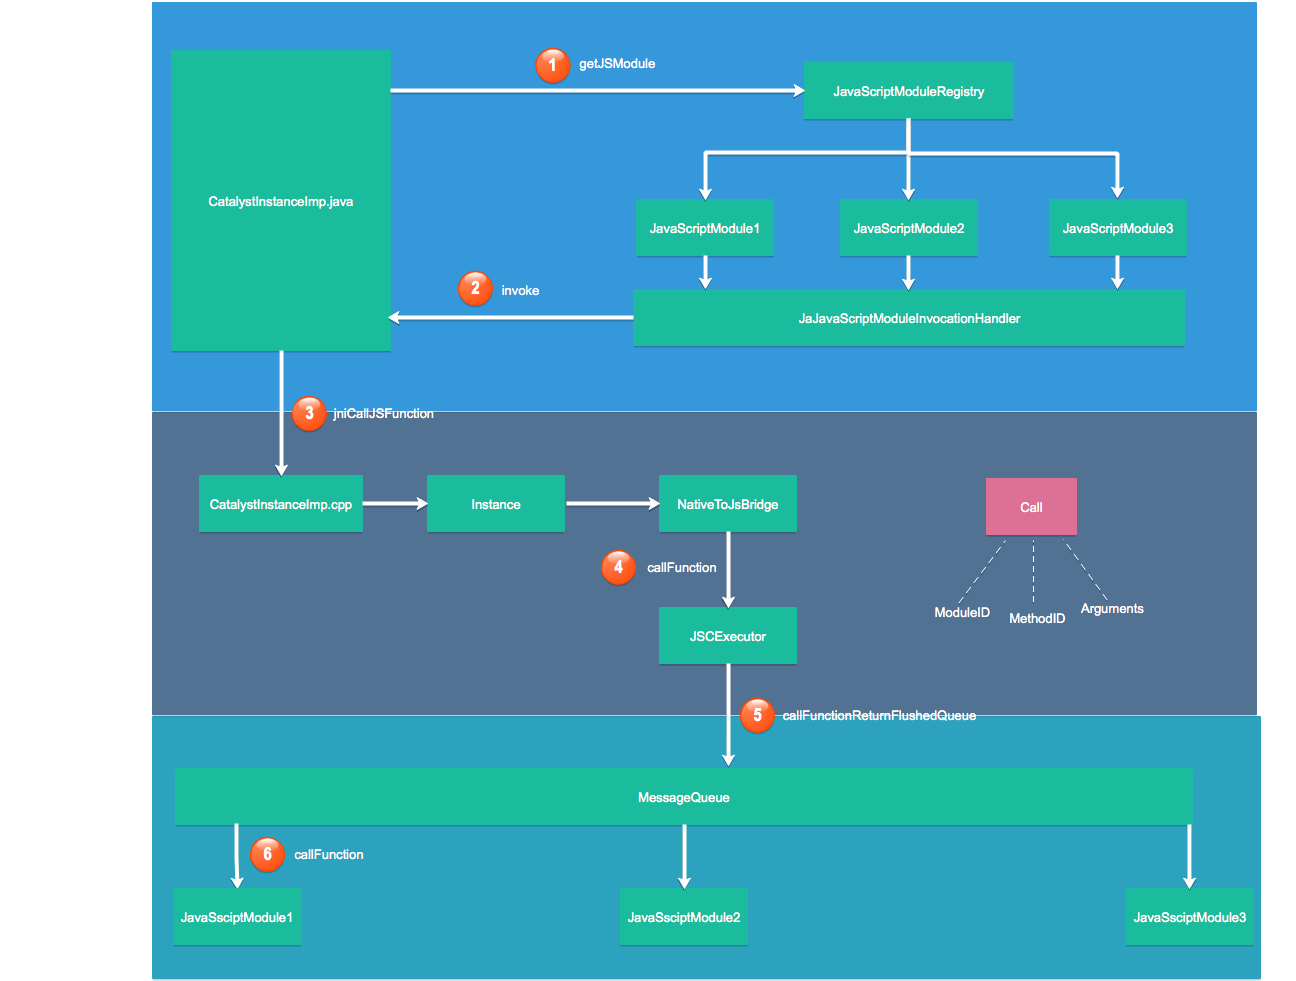 1 getJSModule
JavaScriptModuleRegistry
CatalystInstanceImp.java
JavaScriptModule1
JavaScriptModule2
JavaScriptModule3
2 invoke
JaJavaScriptModuleInvocationHandler
3 jniCallJSFunction
CatalystInstanceImp.cpp
Instance
NativeToJsBridge
Call
4 callFunction
ModuleID
MethodID
Arguments
JSCExecutor
5 callFunctionReturnFlushedQueue
MessageQueue
6 callFunction
JavaSsciptModule1
JavaSsciptModule2
JavaSsciptModule3